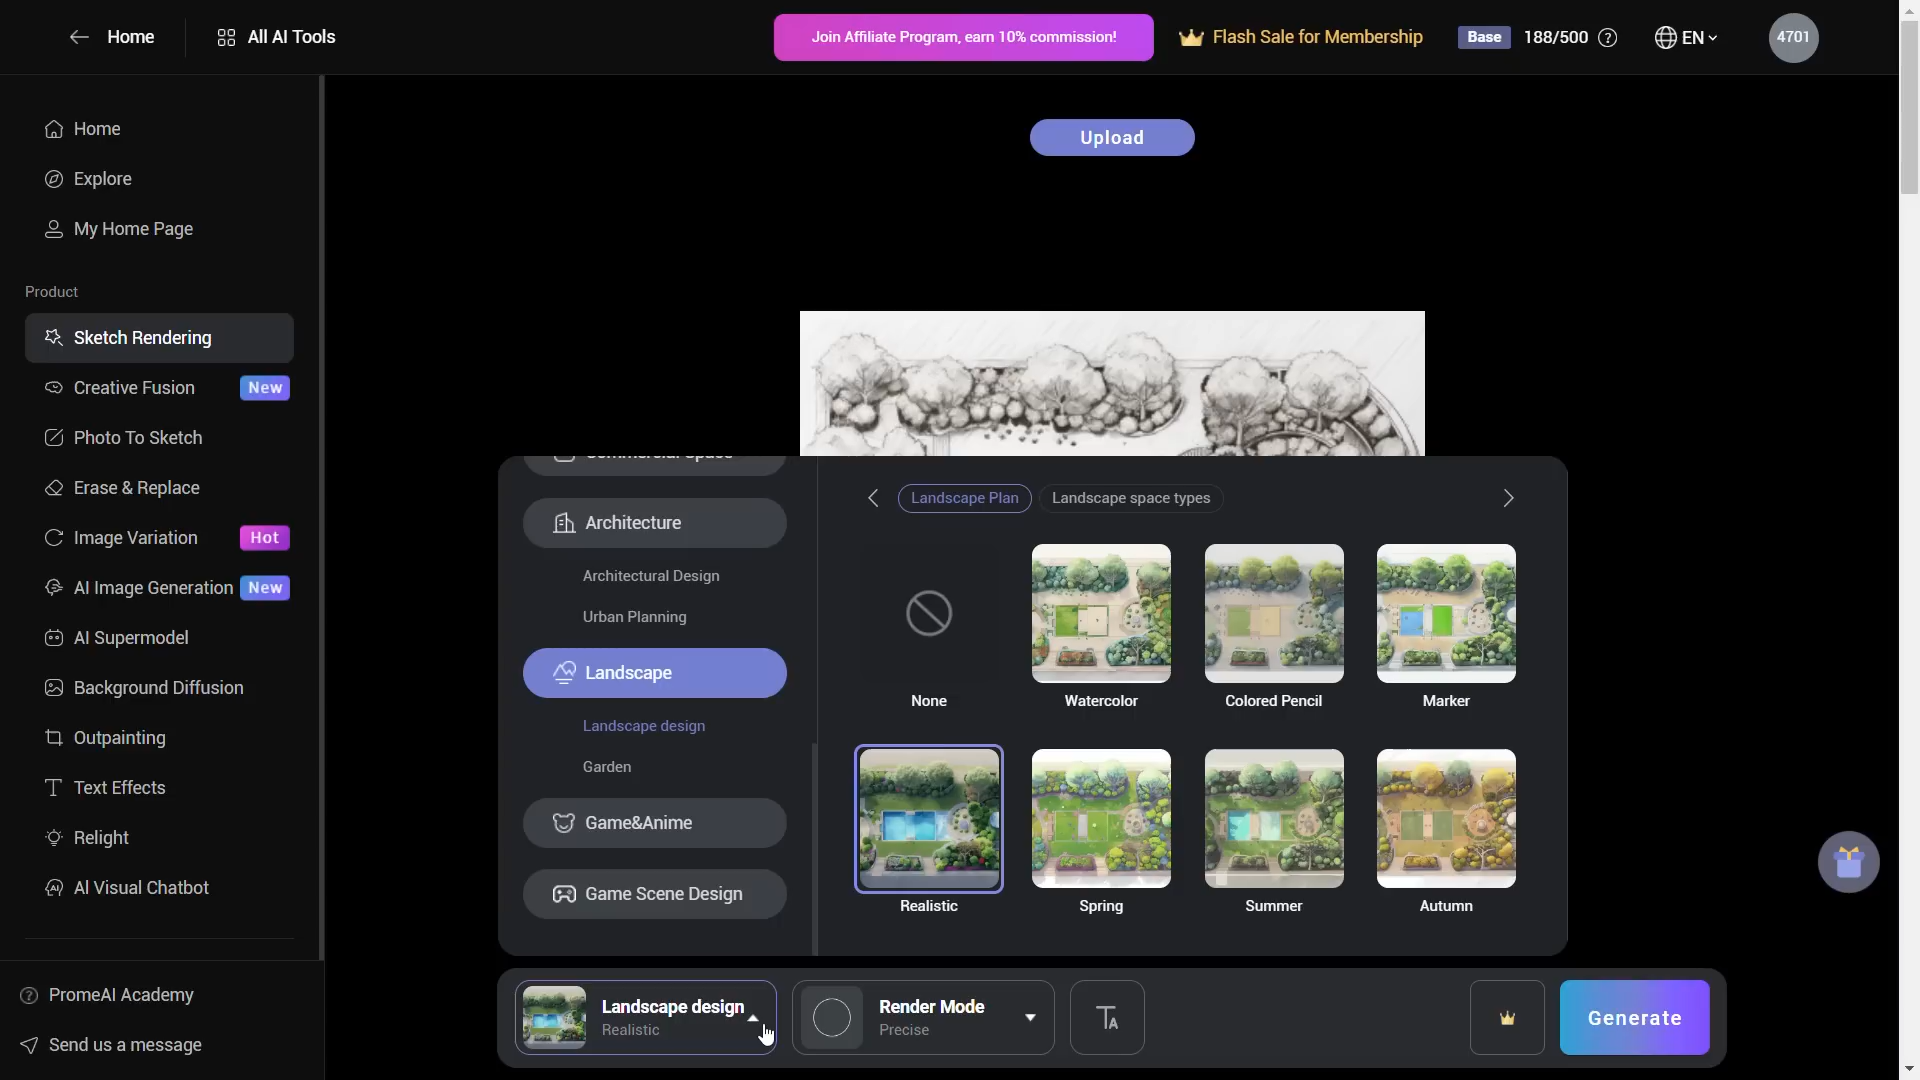 Home
All AI Tools
Join Affiliate Program, earn 10% commission!
Flash Sale for Membership
Base
188/500
EN
4701
Home
Explore
My Home Page
Product
Sketch Rendering
Creative Fusion
New
Photo To Sketch
Erase & Replace
Image Variation
Hot
AI Image Generation
New
AI Supermodel
Background Diffusion
Outpainting
Text Effects
Relight
AI Visual Chatbot
PromeAI Academy
Send us a message
Upload
Commercial Space
Architecture
Architectural Design
Urban Planning
Landscape
Landscape design
Garden
Game&Anime
Game Scene Design
Landscape Plan
Landscape space types
None
Watercolor
Colored Pencil
Marker
Realistic
Spring
Summer
Autumn
Landscape design
Realistic
Render Mode
Precise
Generate